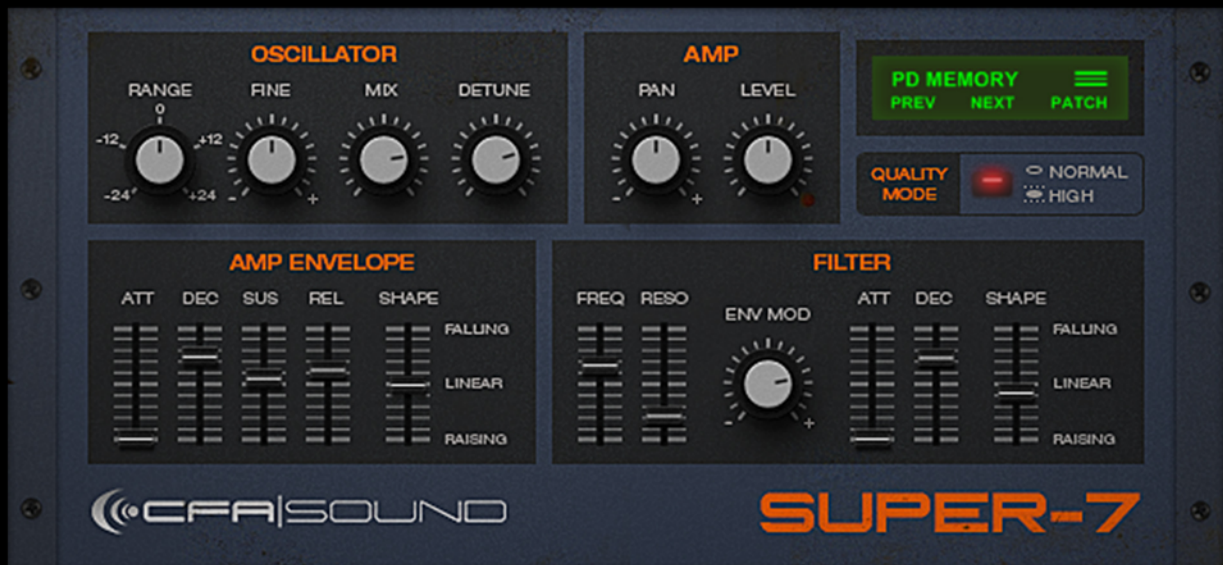 OSCILLATOR
RANGE FINE MIX DETUNE
0
-12 +12
-24 +24 - +
AMP
PAN LEVEL
- +
PD MEMORY
PREV NEXT PATCH
QUALITY
MODE
NORMAL
HIGH
AMP ENVELOPE
ATT DEC SUS REL SHAPE
FALLING
LINEAR
RAISING
FILTER
FREQ RESO ENV MOD ATT DEC SHAPE
- +
FALLING
LINEAR
RAISING
CFA|SOUND
SUPER-7